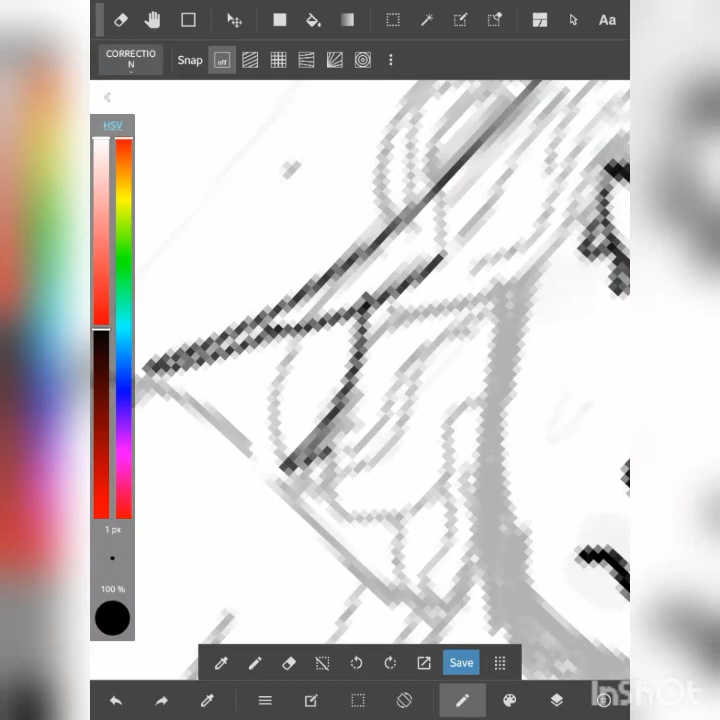 Aa
CORRECTIO
N
Snap
off
HSV
1 px
100 %
Save
InShOt